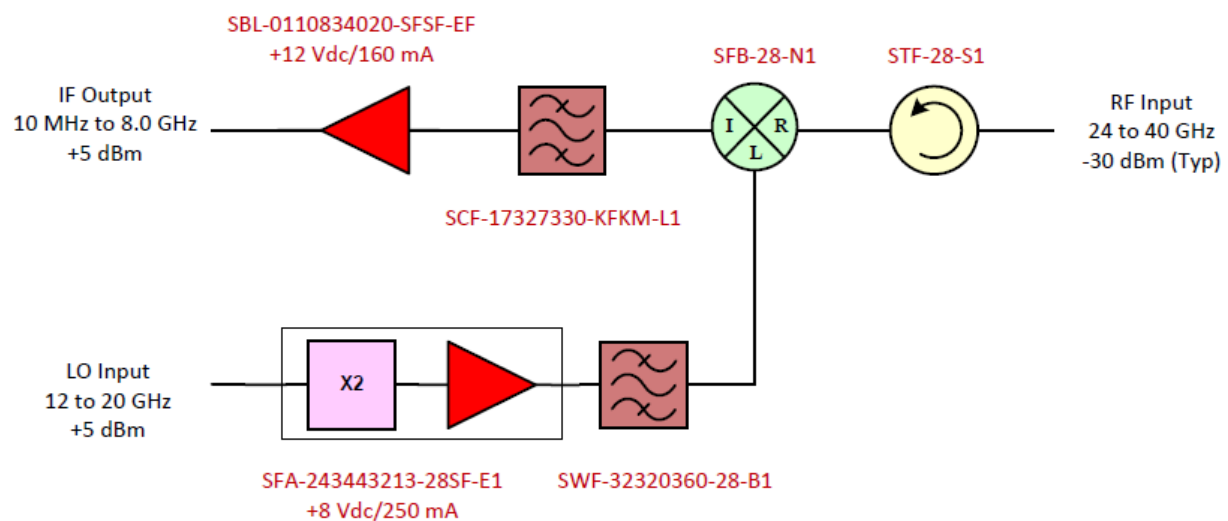 SBL-0110834020-SFSF-EF
+12 Vdc/160 mA
SFB-28-N1
STF-28-S1
IF Output
10 MHz to 8.0 GHz
+5 dBm
I
R
L
RF Input
24 to 40 GHz
-30 dBm (Typ)
SCF-17327330-KFKM-L1
LO Input
12 to 20 GHz
+5 dBm
X2
SFA-243443213-28SF-E1
+8 Vdc/250 mA
SWF-32320360-28-B1